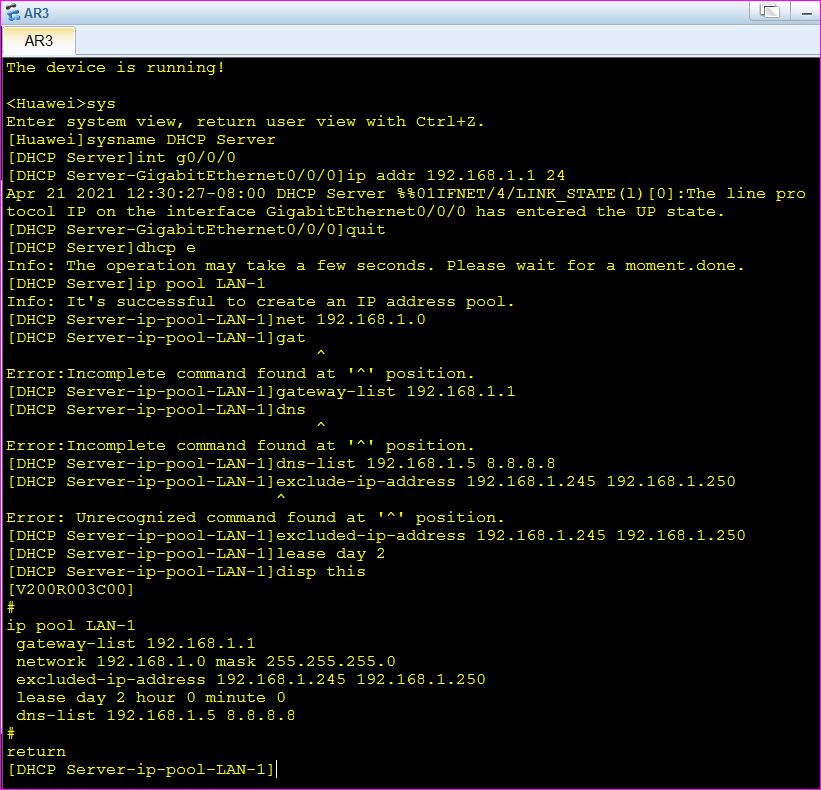 AR3
AR3
The device is running!
<Huawei>sys
Enter system view, return user view with Ctrl+Z.
[Huawei]sysname DHCP Server
[DHCP Server]int g0/0/0
[DHCP Server-GigabitEthernet0/0/0]ip addr 192.168.1.1 24
Apr 21 2021 12:30:27-08:00 DHCP Server %%01IFNET/4/LINK_STATE(l)[0]:The line pro
tocol IP on the interface GigabitEthernet0/0/0 has entered the UP state.
[DHCP Server-GigabitEthernet0/0/0]quit
[DHCP Server]dhcp e
Info: The operation may take a few seconds. Please wait for a moment.done.
[DHCP Server]ip pool LAN-1
Info: It's successful to create an IP address pool.
[DHCP Server-ip-pool-LAN-1]net 192.168.1.0
[DHCP Server-ip-pool-LAN-1]gat
^
Error:Incomplete command found at '^' position.
[DHCP Server-ip-pool-LAN-1]gateway-list 192.168.1.1
[DHCP Server-ip-pool-LAN-1]dns
^
Error:Incomplete command found at '^' position.
[DHCP Server-ip-pool-LAN-1]dns-list 192.168.1.5 8.8.8.8
[DHCP Server-ip-pool-LAN-1]exclude-ip-address 192.168.1.245 192.168.1.250
^
Error: Unrecognized command found at '^' position.
[DHCP Server-ip-pool-LAN-1]excluded-ip-address 192.168.1.245 192.168.1.250
[DHCP Server-ip-pool-LAN-1]lease day 2
[DHCP Server-ip-pool-LAN-1]disp this
[V200R003C00]
#
ip pool LAN-1
gateway-list 192.168.1.1
network 192.168.1.0 mask 255.255.255.0
excluded-ip-address 192.168.1.245 192.168.1.250
lease day 2 hour 0 minute 0
dns-list 192.168.1.5 8.8.8.8
#
return
[DHCP Server-ip-pool-LAN-1]